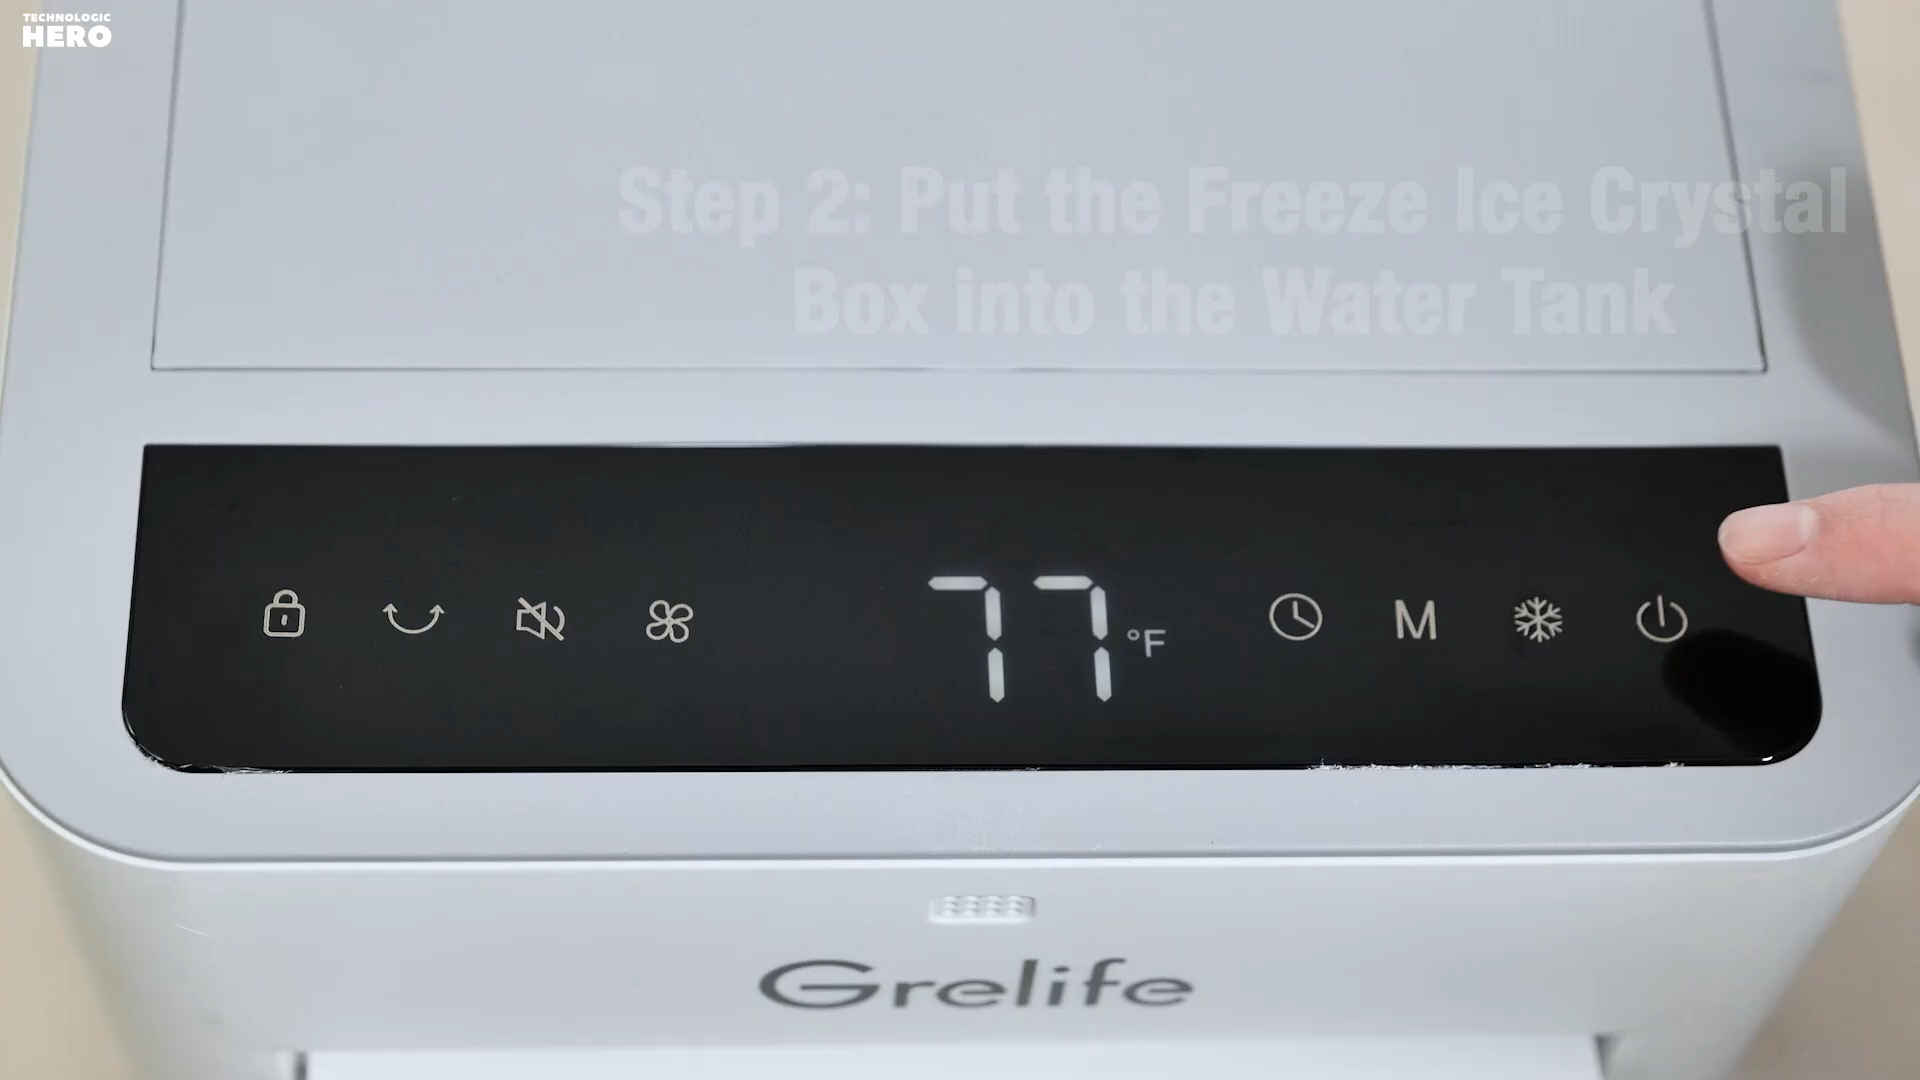 TECHNOLOGIC
HERO
Step 2: Put the Freeze Ice Crystal
Box into the Water Tank
77 °F
M
Grelife